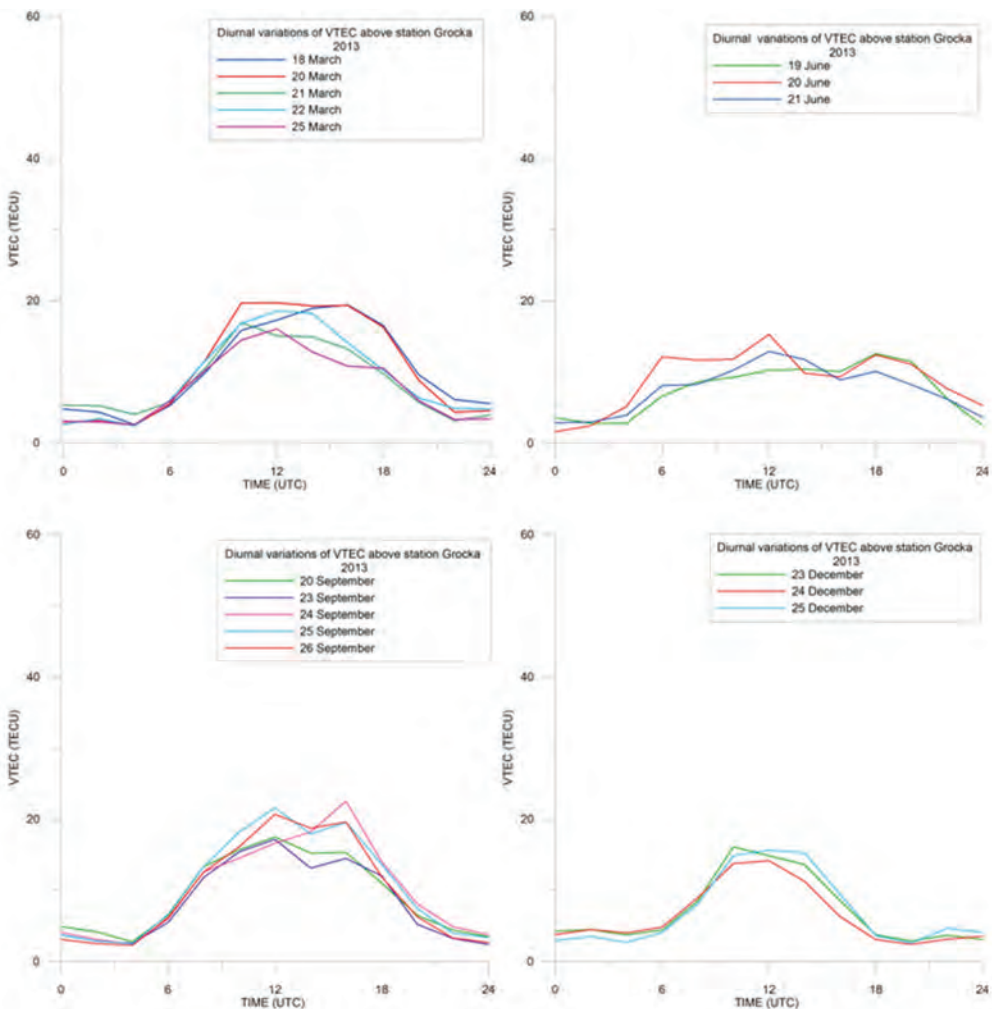 60
Diurnal variations of VTEC above station Grocka
2013
18 March
20 March
21 March
22 March
25 March
40
VTEC (TECU)
20
0
0 6 12 18 24
TIME (UTC)
60
Diurnal variations of VTEC above station Grocka
2013
19 June
20 June
21 June
40
VTEC (TECU)
20
0
0 6 12 18 24
TIME (UTC)
60
Diurnal variations of VTEC above station Grocka
2013
20 September
23 September
24 September
25 September
26 September
40
VTEC (TECU)
20
0
0 6 12 18 24
TIME (UTC)
60
Diurnal variations of VTEC above station Grocka
2013
23 December
24 December
25 December
40
VTEC (TECU)
20
0
0 6 12 18 24
TIME (UTC)